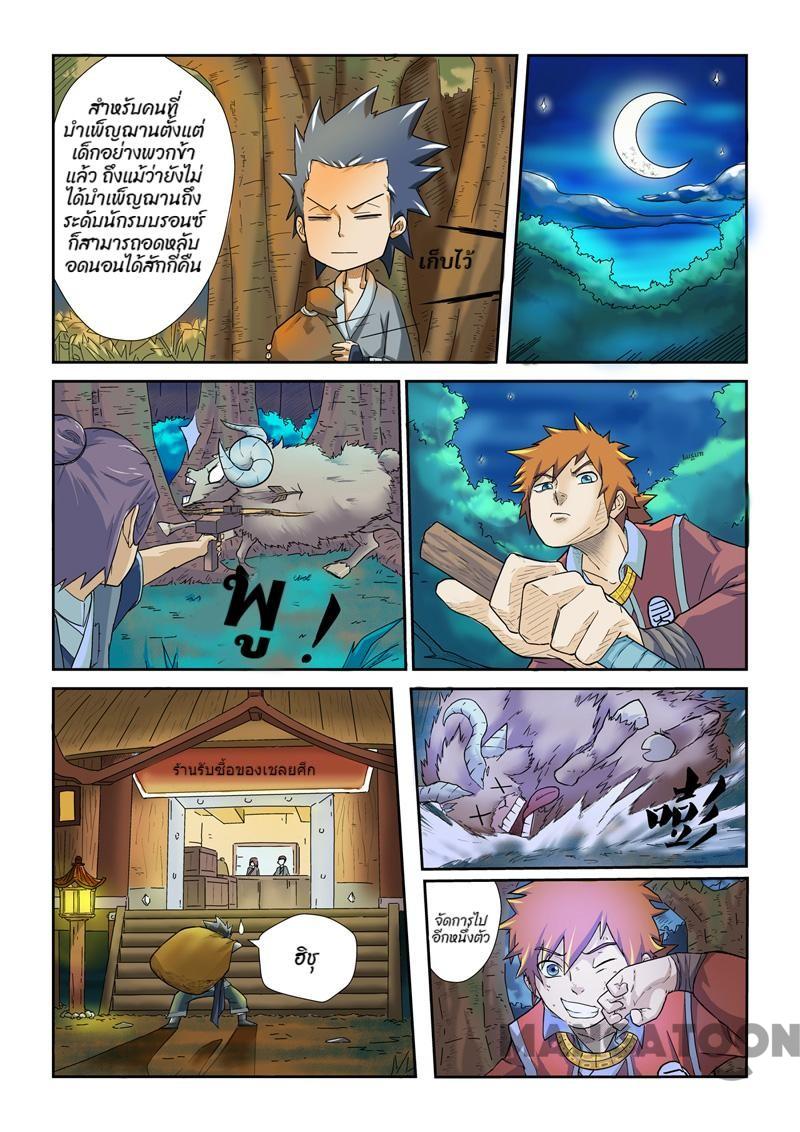 สำหรับคนที่
บำเพ็ญฌานตั้งแต่
เด็กอย่างพวกข้า
แล้ว ถึงแม้ว่ายังไม่
ได้บำเพ็ญฌานถึง
ระดับนักรบบรอนซ์
ก็สามารถอดหลับ
อดนอนได้สักกี่คืน
เก็บไว้
พู่!
ร้านรับซื้อของเชลยศึก
ฮิชุ
嘭
จัดการไป
อีกหนึ่งตัว
MANGATOON